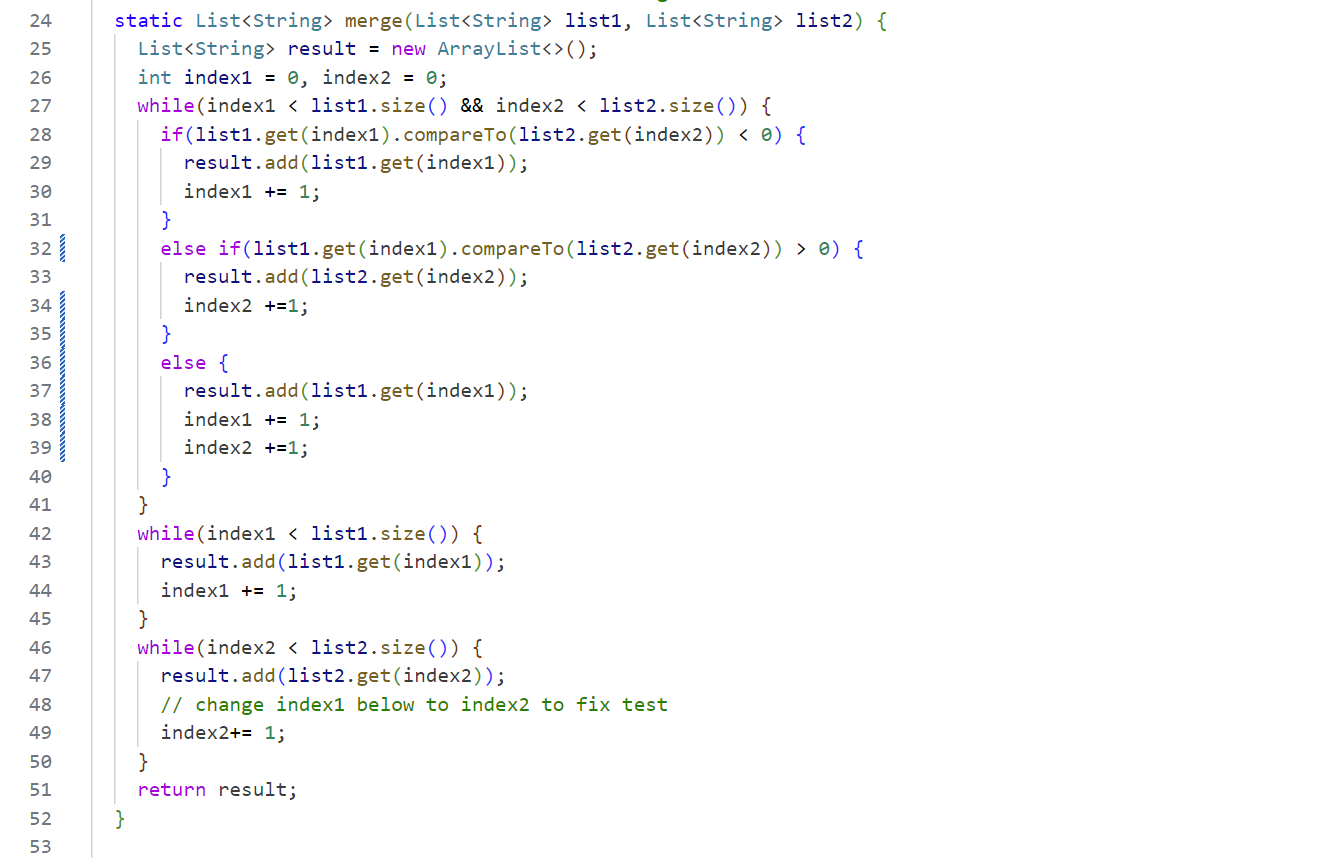 24 static List<String> merge(List<String> list1, List<String> list2) {
25 List<String> result = new ArrayList<>();
26 int index1 = 0, index2 = 0;
27 while(index1 < list1.size() && index2 < list2.size()) {
28 if(list1.get(index1).compareTo(list2.get(index2)) < 0) {
29 result.add(list1.get(index1));
30 index1 += 1;
31 }
32 else if(list1.get(index1).compareTo(list2.get(index2)) > 0) {
33 result.add(list2.get(index2));
34 index2 +=1;
35 }
36 else {
37 result.add(list1.get(index1));
38 index1 += 1;
39 index2 +=1;
40 }
41 }
42 while(index1 < list1.size()) {
43 result.add(list1.get(index1));
44 index1 += 1;
45 }
46 while(index2 < list2.size()) {
47 result.add(list2.get(index2));
48 // change index1 below to index2 to fix test
49 index2+= 1;
50 }
51 return result;
52 }
53